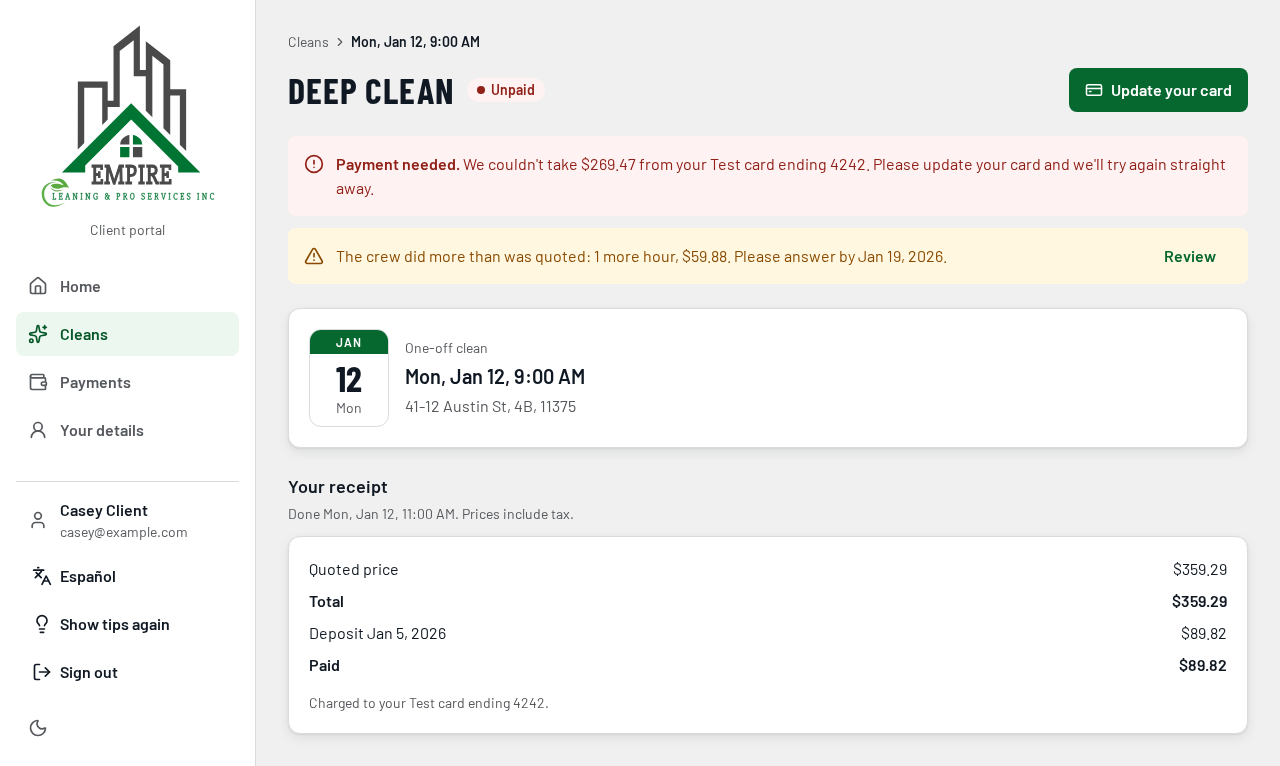 EMPIRE
CLEANING & PRO SERVICES INC
Client portal
Home
Cleans
Payments
Your details
Casey Client
casey@example.com
Español
Show tips again
Sign out
Cleans > Mon, Jan 12, 9:00 AM
DEEP CLEAN
Unpaid
Update your card
Payment needed. We couldn't take $269.47 from your Test card ending 4242. Please update your card and we'll try again straight
away.
The crew did more than was quoted: 1 more hour, $59.88. Please answer by Jan 19, 2026.
Review
JAN
12
Mon
One-off clean
Mon, Jan 12, 9:00 AM
41-12 Austin St, 4B, 11375
Your receipt
Done Mon, Jan 12, 11:00 AM. Prices include tax.
Quoted price $359.29
Total $359.29
Deposit Jan 5, 2026 $89.82
Paid $89.82
Charged to your Test card ending 4242.